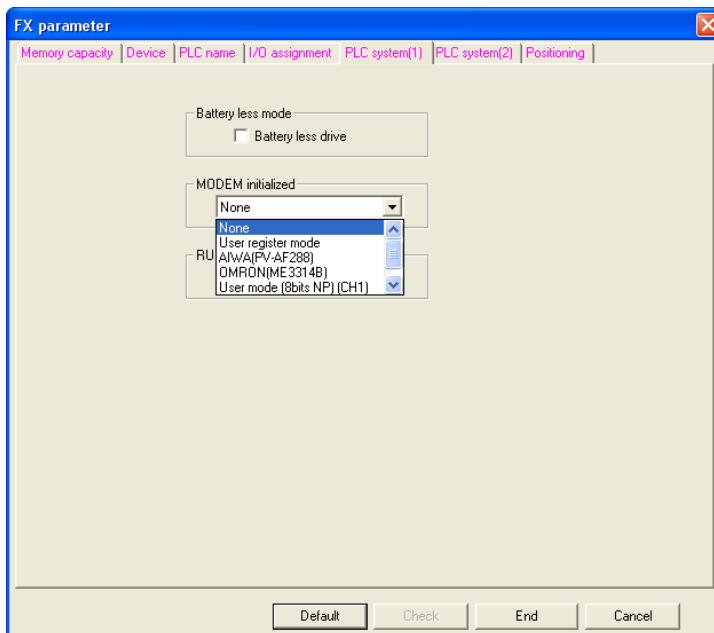 FX parameter
Memory capacity Device PLC name I/O assignment PLC system(1) PLC system(2) Positioning
Battery less mode
Battery less drive
MODEM initialized
None
None
User register mode
RU AIWA(PV-AF288)
OMRON(ME3314B)
User mode (8bits NP) (CH1)
Default Check End Cancel